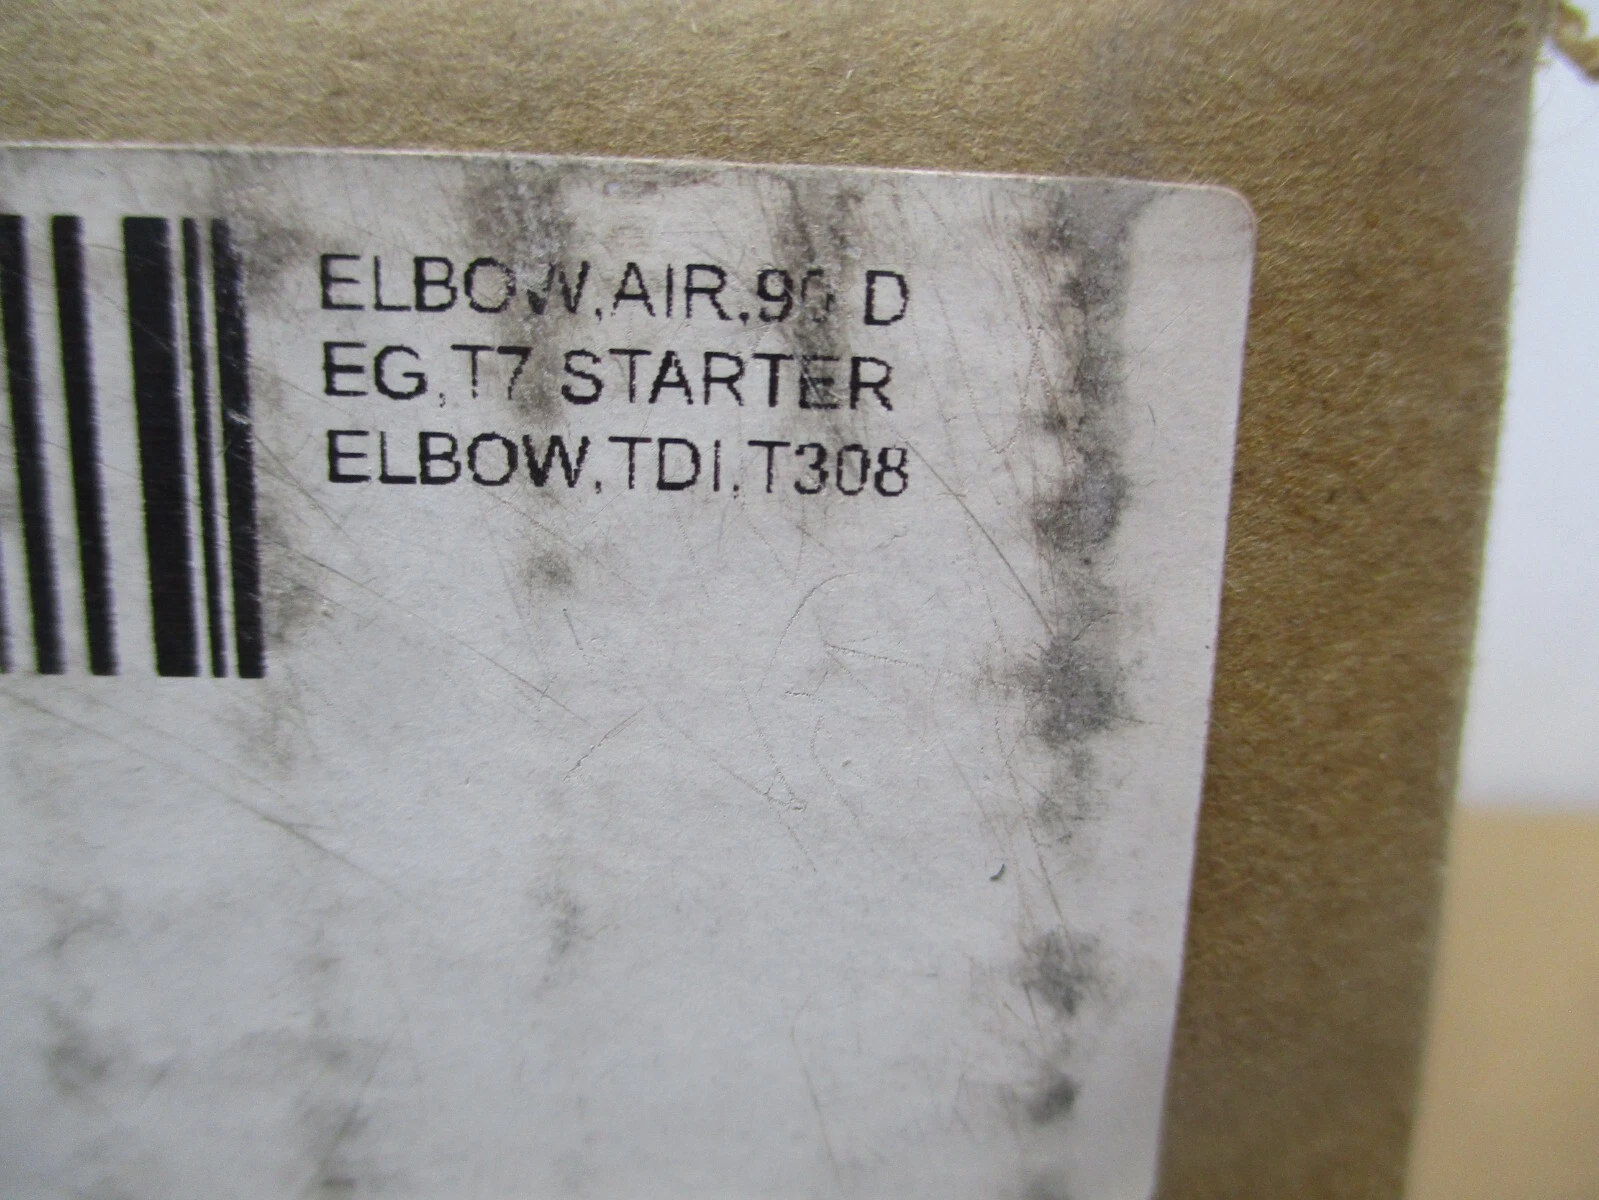 ELBOW,AIR,90 D
EG,T7 STARTER
ELBOW,TDI,T308